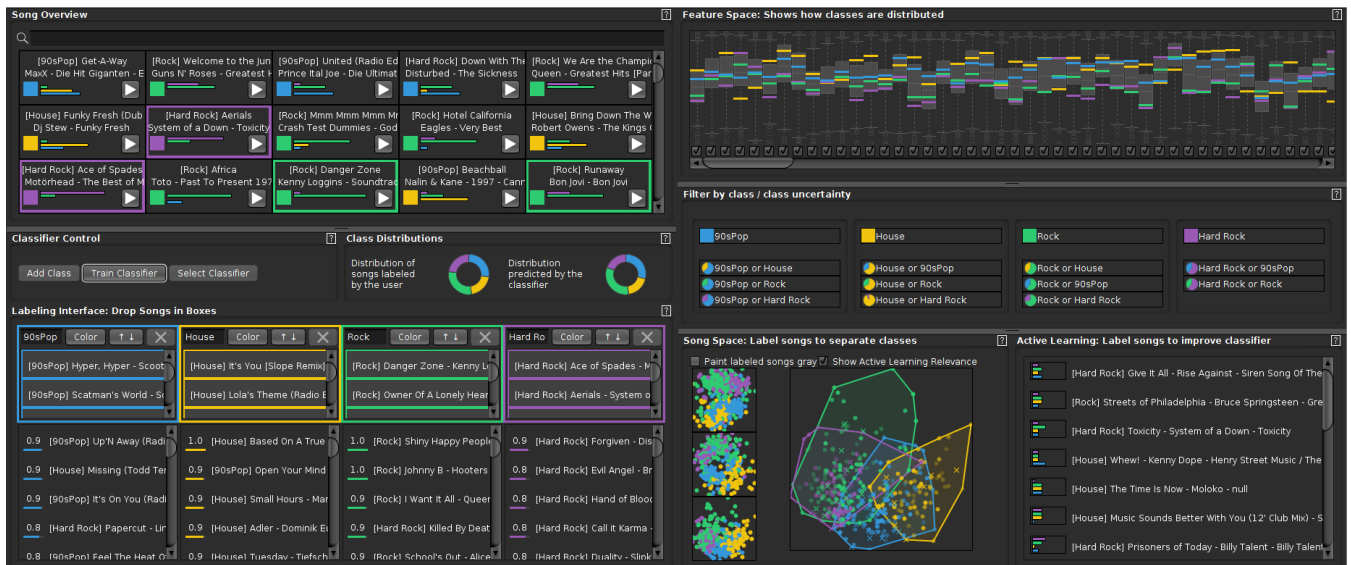 Song Overview
?
[90sPop] Get-A-Way
MaxX - Die Hit Giganten - E
[Rock] Welcome to the Jun
Guns N' Roses - Greatest H
[90sPop] United (Radio Ed
Prince Ital Joe - Die Ultimat
[Hard Rock] Down With The
Disturbed - The Sickness
[Rock] We Are the Champi
Queen - Greatest Hits [Par
[House] Funky Fresh (Dub
Dj Stew - Funky Fresh
[Hard Rock] Aerials
System of a Down - Toxicity
[Rock] Mmm Mmm Mmm Mr
Crash Test Dummies - God
[Rock] Hotel California
Eagles - Very Best
[House] Bring Down The W
Robert Owens - The Kings
[Hard Rock] Ace of Spades
Motörhead - The Best of M
[Rock] Africa
Toto - Past To Present 197
[Rock] Danger Zone
Kenny Loggins - Soundtrac
[90sPop] Beachball
Nalin & Kane - 1997 - Cann
[Rock] Runaway
Bon Jovi - Bon Jovi
Classifier Control
?
Add Class
Train Classifier
Select Classifier
Class Distributions
?
Distribution of
songs labeled
by the user
Distribution
predicted by the
classifier
Labeling Interface: Drop Songs in Boxes
90sPop Color ↑ ↓ X
[90sPop] Hyper, Hyper - Scoot
[90sPop] Scatman's World - Sc
0.9 [90sPop] Up'N Away (Radi
0.9 [House] Missing (Todd Ter
0.9 [90sPop] It's On You (Radi
0.8 [Hard Rock] Papercut - Lin
0.8 [90sPop] Feel The Heat O
House Color ↑ ↓ X
[House] It's You [Slope Remix]
[House] Lola's Theme (Radio E
1.0 [House] Based On A True
0.9 [90sPop] Open Your Mind
0.9 [House] Small Hours - Mar
0.9 [House] Adler - Dominik Eu
0.9 [House] Tuesday - Tiefsch
Rock Color ↑ ↓ X
[Rock] Danger Zone - Kenny L
[Rock] Owner Of A Lonely Hear
1.0 [Rock] Shiny Happy People
1.0 [Rock] Johnny B - Hooters
0.9 [Rock] I Want It All - Queer
0.9 [Hard Rock] Killed By Deat
0.9 [Rock] School's Out - Alice
Hard Ro Color ↑ ↓ X
[Hard Rock] Ace of Spades - M
[Hard Rock] Aerials - System o
0.9 [Hard Rock] Forgiven - Dis
0.8 [Hard Rock] Evil Angel - Br
0.8 [Hard Rock] Hand of Bloo
0.8 [Hard Rock] Call it Karma -
0.8 [Hard Rock] Duality - Slipk
Feature Space: Shows how classes are distributed
?
Filter by class / class uncertainty
?
90sPop
90sPop or House
90sPop or Rock
90sPop or Hard Rock
House
House or 90sPop
House or Rock
House or Hard Rock
Rock
Rock or House
Rock or 90sPop
Rock or Hard Rock
Hard Rock
Hard Rock or 90sPop
Hard Rock or Rock
Song Space: Label songs to separate classes
?
Paint labeled songs gray
Show Active Learning Relevance
Active Learning: Label songs to improve classifier
?
[Hard Rock] Give It All - Rise Against - Siren Song Of The
[Rock] Streets of Philadelphia - Bruce Springsteen - Gre
[Hard Rock] Toxicity - System of a Down - Toxicity
[House] Whew! - Kenny Dope - Henry Street Music / The
[House] The Time Is Now - Moloko - null
[House] Music Sounds Better With You (12' Club Mix) - S
[Hard Rock] Prisoners of Today - Billy Talent - Billy Talent